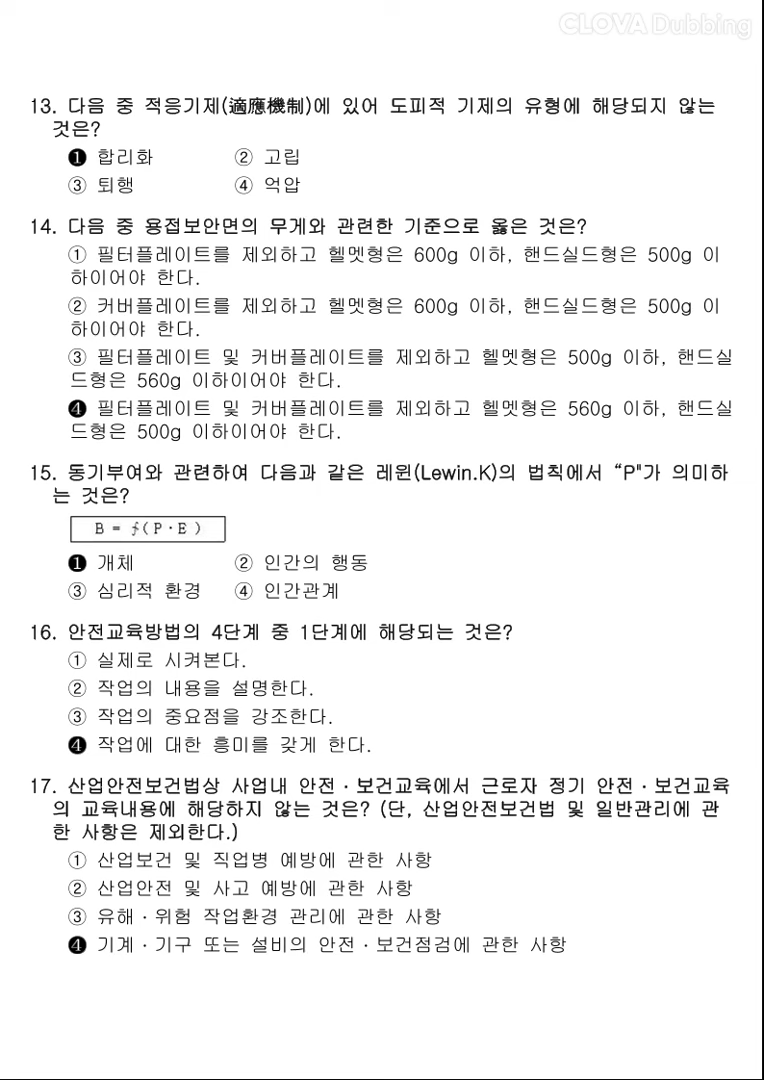 CLOVA Dubbing
13. 다음 중 적응기제(適應機制)에 있어 도피적 기제의 유형에 해당되지 않는
것은?
❶ 합리화 ② 고립
③ 퇴행 ④ 억압
14. 다음 중 용접보안면의 무게와 관련한 기준으로 옳은 것은?
① 필터플레이트를 제외하고 헬멧형은 600g 이하, 핸드실드형은 500g 이
하이어야 한다.
② 커버플레이트를 제외하고 헬멧형은 600g 이하, 핸드실드형은 500g 이
하이어야 한다.
③ 필터플레이트 및 커버플레이트를 제외하고 헬멧형은 500g 이하, 핸드실
드형은 560g 이하이어야 한다.
❹ 필터플레이트 및 커버플레이트를 제외하고 헬멧형은 560g 이하, 핸드실
드형은 500g 이하이어야 한다.
15. 동기부여와 관련하여 다음과 같은 레윈(Lewin.K)의 법칙에서 “P"가 의미하
는 것은?
B = ∮(P·E)
❶ 개체 ② 인간의 행동
③ 심리적 환경 ④ 인간관계
16. 안전교육방법의 4단계 중 1단계에 해당되는 것은?
① 실제로 시켜본다.
② 작업의 내용을 설명한다.
③ 작업의 중요점을 강조한다.
❹ 작업에 대한 흥미를 갖게 한다.
17. 산업안전보건법상 사업내 안전·보건교육에서 근로자 정기 안전·보건교육
의 교육내용에 해당하지 않는 것은? (단, 산업안전보건법 및 일반관리에 관
한 사항은 제외한다.)
① 산업보건 및 직업병 예방에 관한 사항
② 산업안전 및 사고 예방에 관한 사항
③ 유해·위험 작업환경 관리에 관한 사항
❹ 기계·기구 또는 설비의 안전·보건점검에 관한 사항